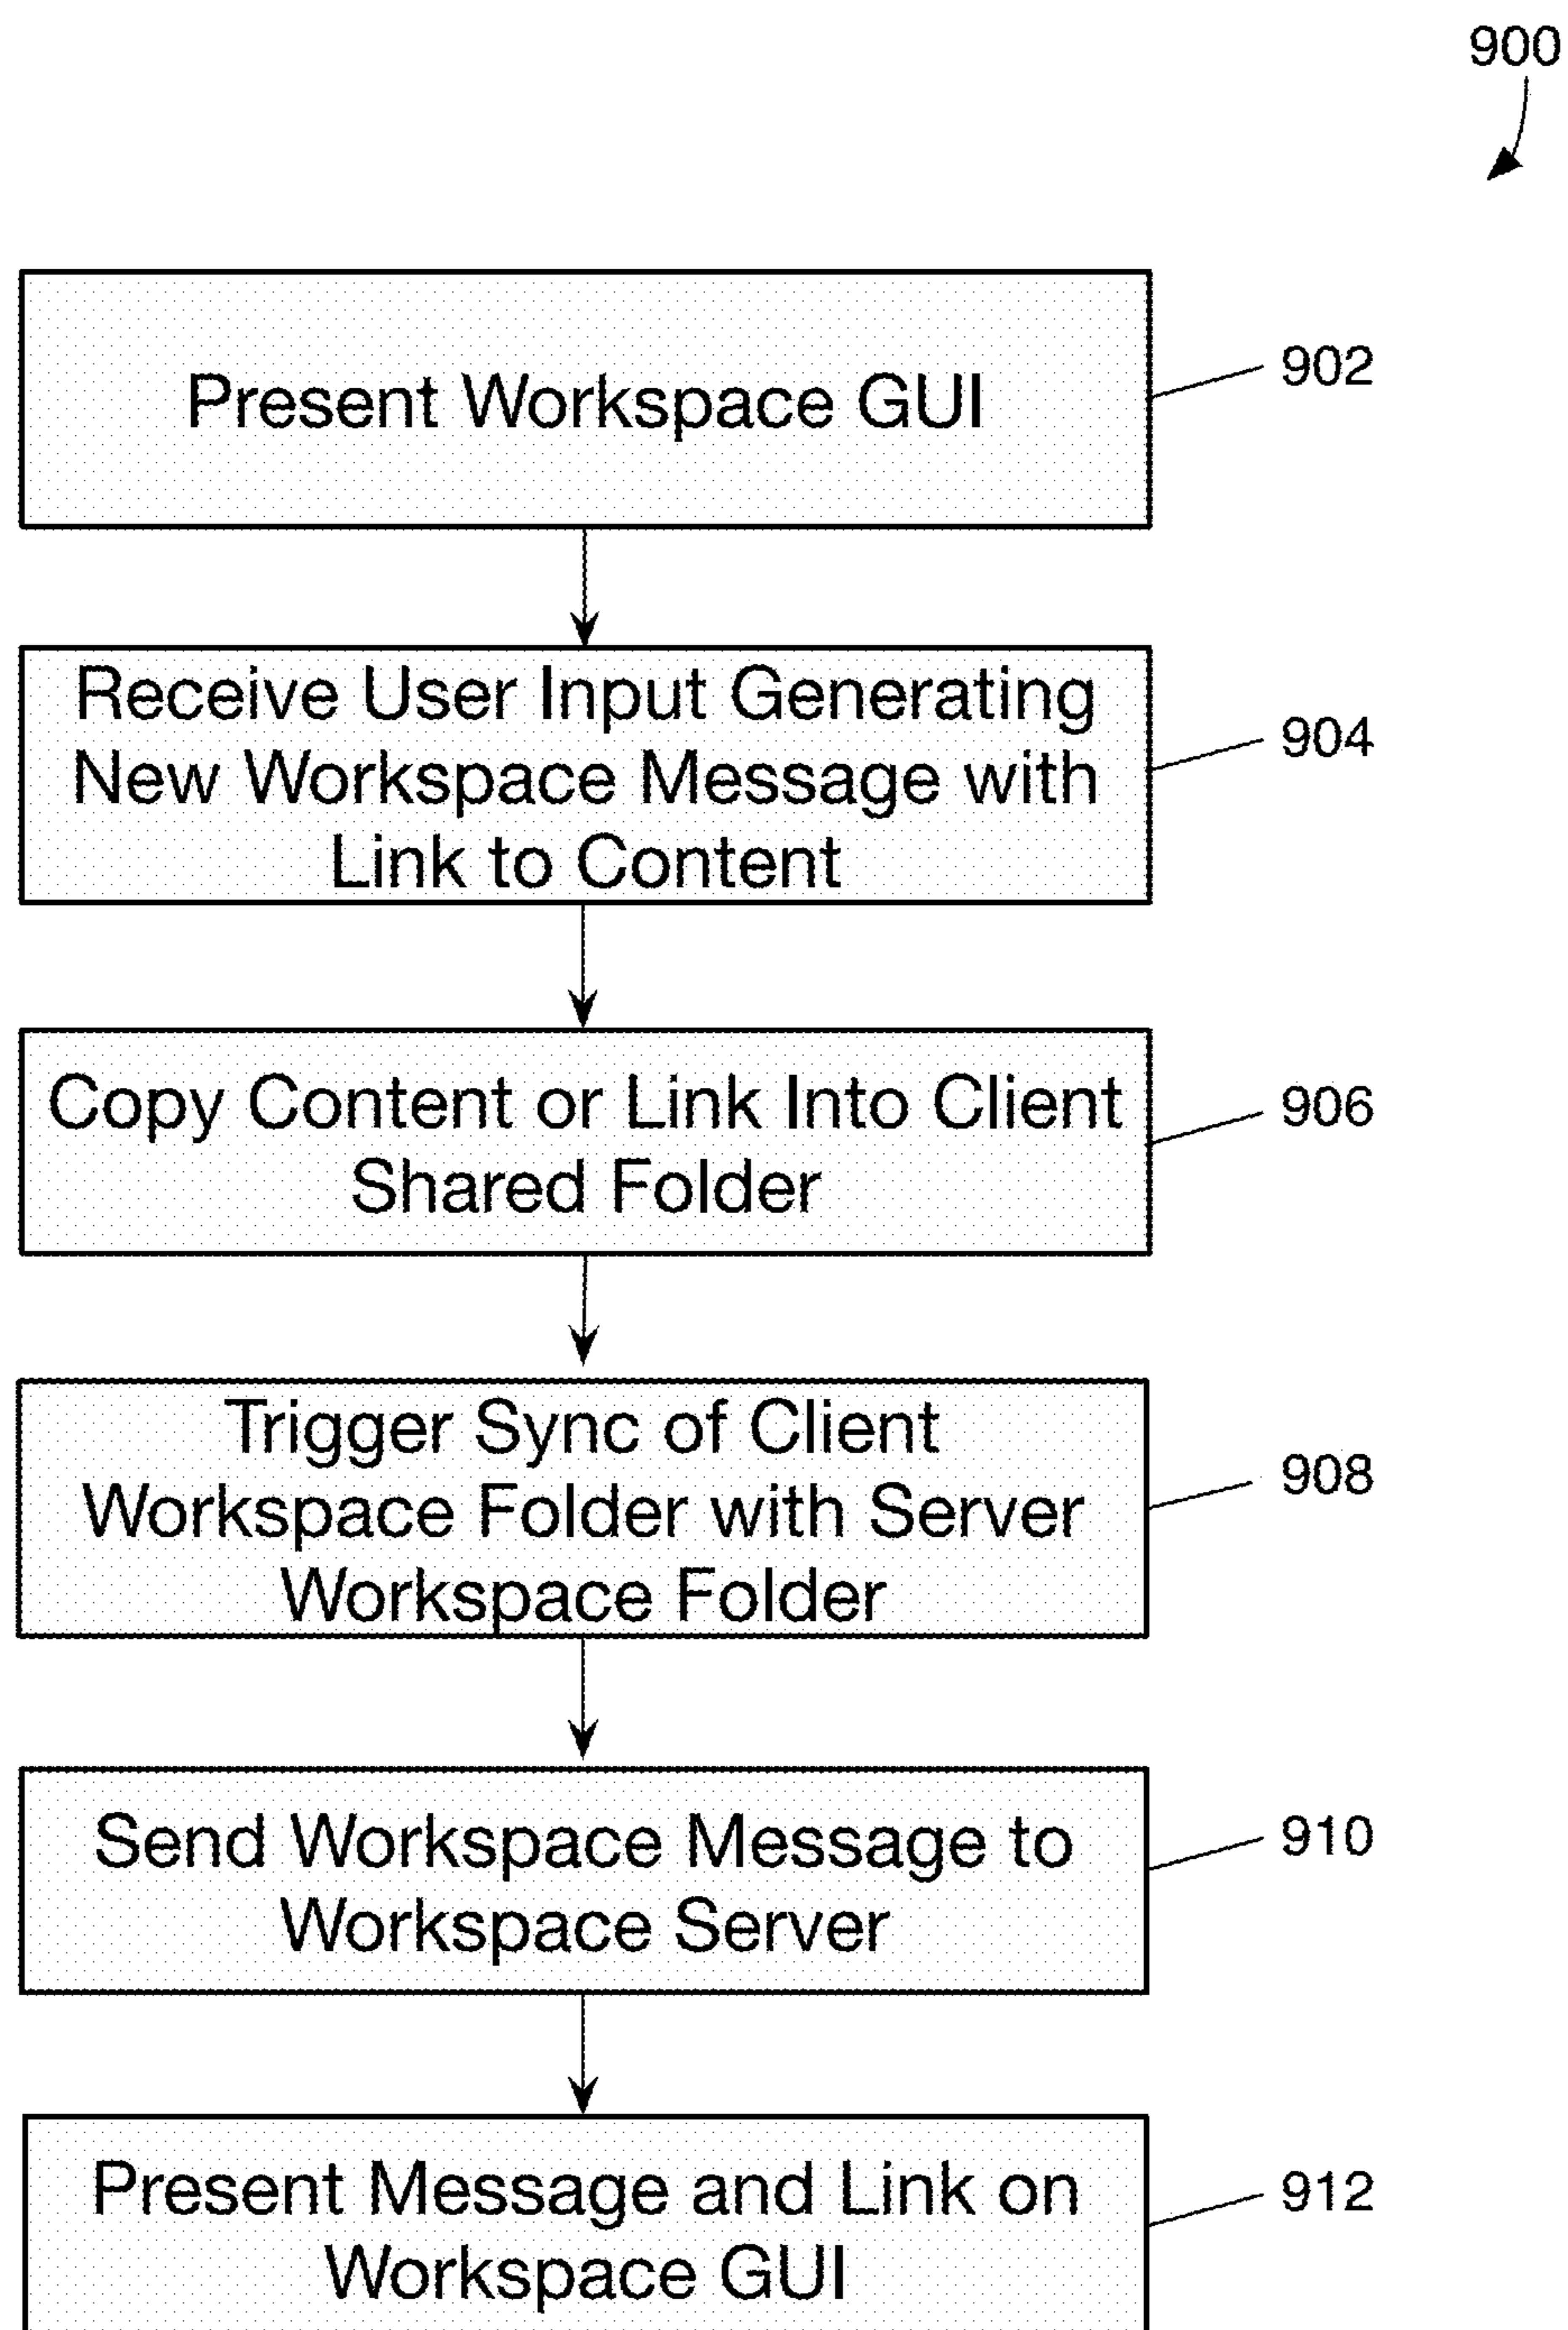 900
Present Workspace GUI
902
Receive User Input Generating
New Workspace Message with
Link to Content
904
Copy Content or Link Into Client
Shared Folder
906
Trigger Sync of Client
Workspace Folder with Server
Workspace Folder
908
Send Workspace Message to
Workspace Server
910
Present Message and Link on
Workspace GUI
912